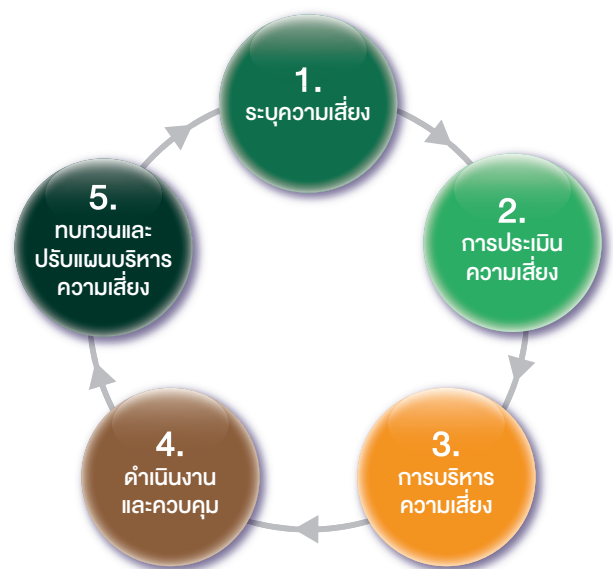 1.
ระบุความเสี่ยง
2.
การประเมิน
ความเสี่ยง
3.
การบริหาร
ความเสี่ยง
4.
ดำเนินงาน
และควบคุม
5.
ทบทวนและ
ปรับแผนบริหาร
ความเสี่ยง